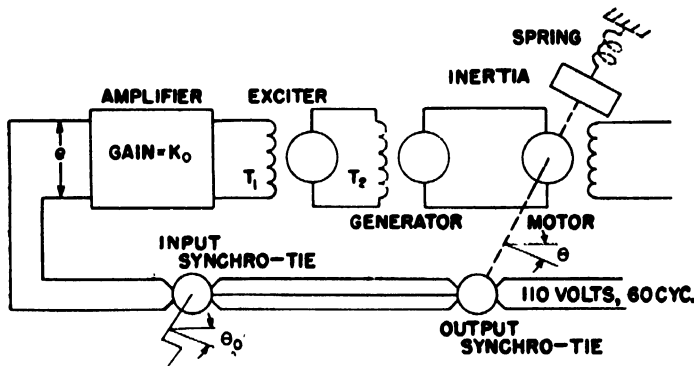 SPRING
INERTIA
AMPLIFIER
EXCITER
e
GAIN=K₀
T₁
T₂
GENERATOR
MOTOR
θ
INPUT
SYNCHRO-TIE
110 VOLTS, 60 CYC.
θ₀
OUTPUT
SYNCHRO-TIE